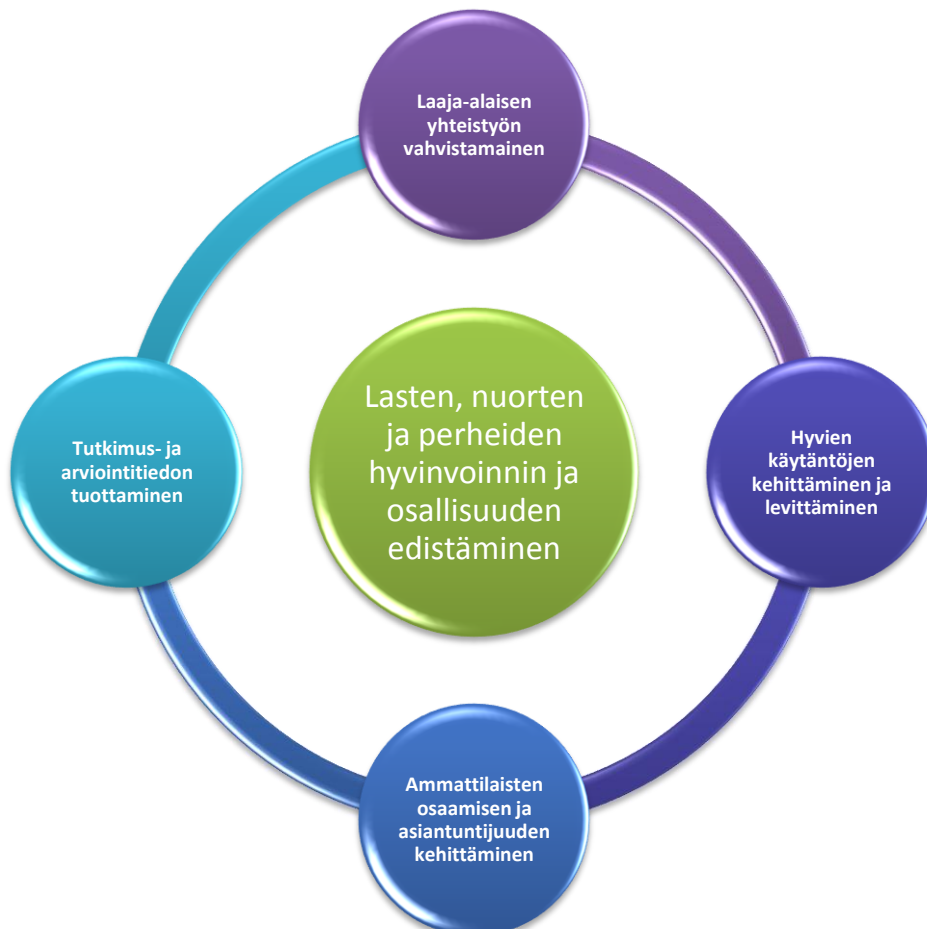 Laaja-alaisen
yhteistyön
vahvistamainen
Lasten, nuorten
ja perheiden
hyvinvoinnin ja
osallisuuden
edistäminen
Tutkimus- ja
arviointitiedon
tuottaminen
Hyvien
käytäntöjen
kehittäminen ja
levittäminen
Ammattilaisten
osaamisen ja
asiantuntijuuden
kehittäminen